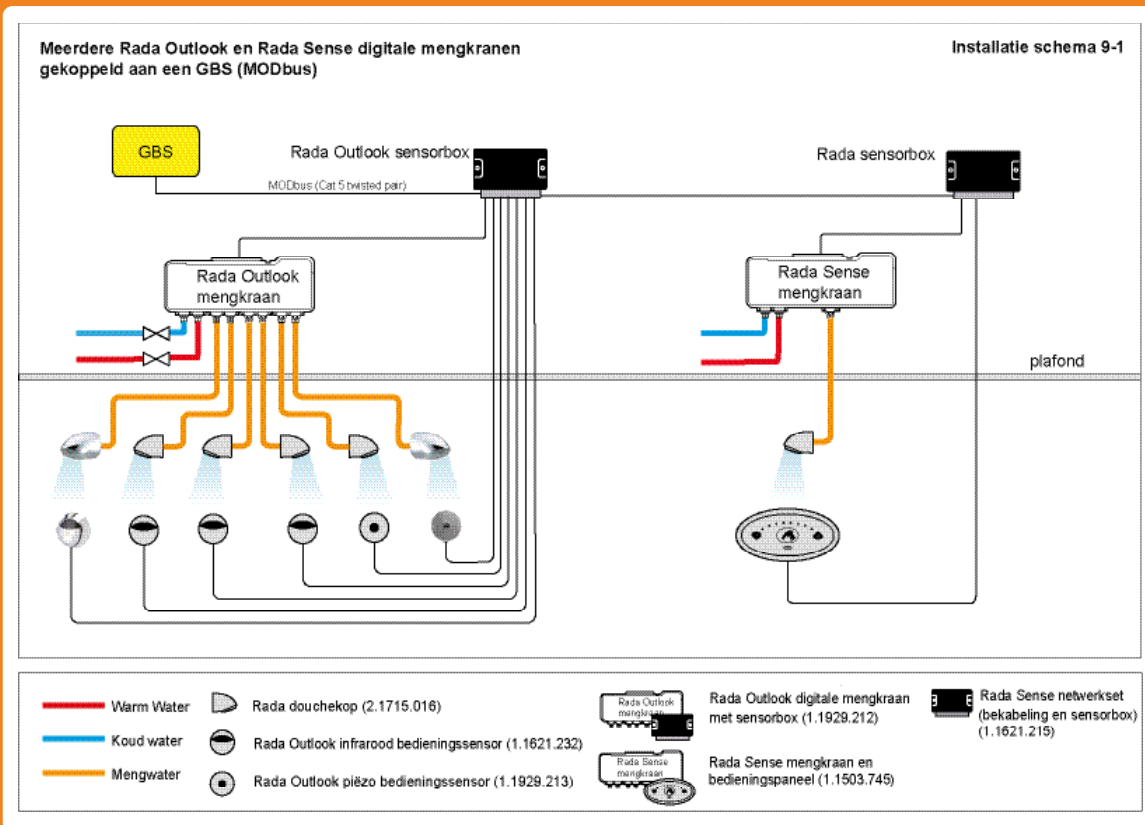 Meerdere Rada Outlook en Rada Sense digitale mengkranen
gekoppeld aan een GBS (MODbus)
Installatie schema 9-1
GBS
Rada Outlook sensorbox
Rada sensorbox
MODbus (Cat 5 twisted pair)
Rada Outlook
mengkraan
Rada Sense
mengkraan
plafond
Warm Water
Koud water
Mengwater
Rada douchekop (2.1715.016)
Rada Outlook infrarood bedieningssensor (1.1621.232)
Rada Outlook piëzo bedieningssensor (1.1929.213)
Rada Outlook
mengkraan
Rada Outlook digitale mengkraan
met sensorbox (1.1929.212)
Rada Sense
mengkraan
Rada Sense mengkraan en
bedieningspaneel (1.1503.745)
Rada Sense netwerkset
(bekabeling en sensorbox)
(1.1621.215)